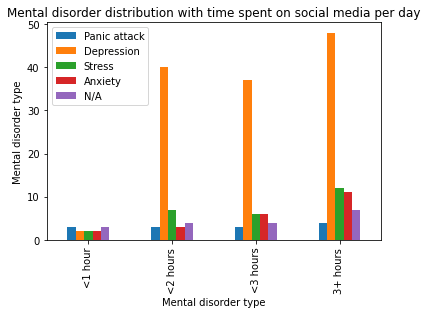 Mental disorder distribution with time spent on social media per day
50
40
30
20
10
0
Mental disorder type
Panic attack
Depression
Stress
Anxiety
N/A
<1 hour
<2 hours
<3 hours
3+ hours
Mental disorder type